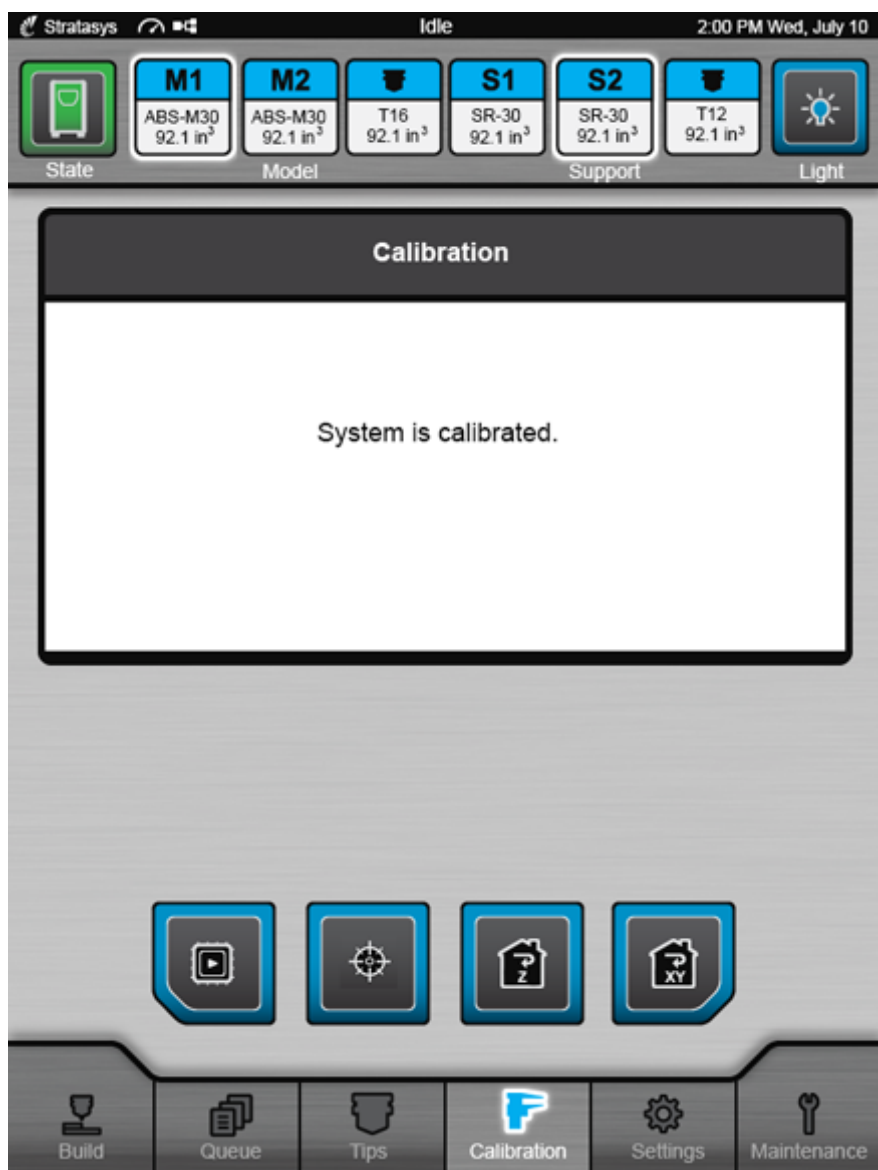 Stratasys Idle 2:00 PM Wed, July 10
M1 M2 S1 S2
ABS-M30 ABS-M30 T16 SR-30 SR-30 T12
92.1 in³ 92.1 in³ 92.1 in³ 92.1 in³ 92.1 in³ 92.1 in³
State Model Support Light
Calibration
System is calibrated.
Z XY
Build Queue Tips Calibration Settings Maintenance